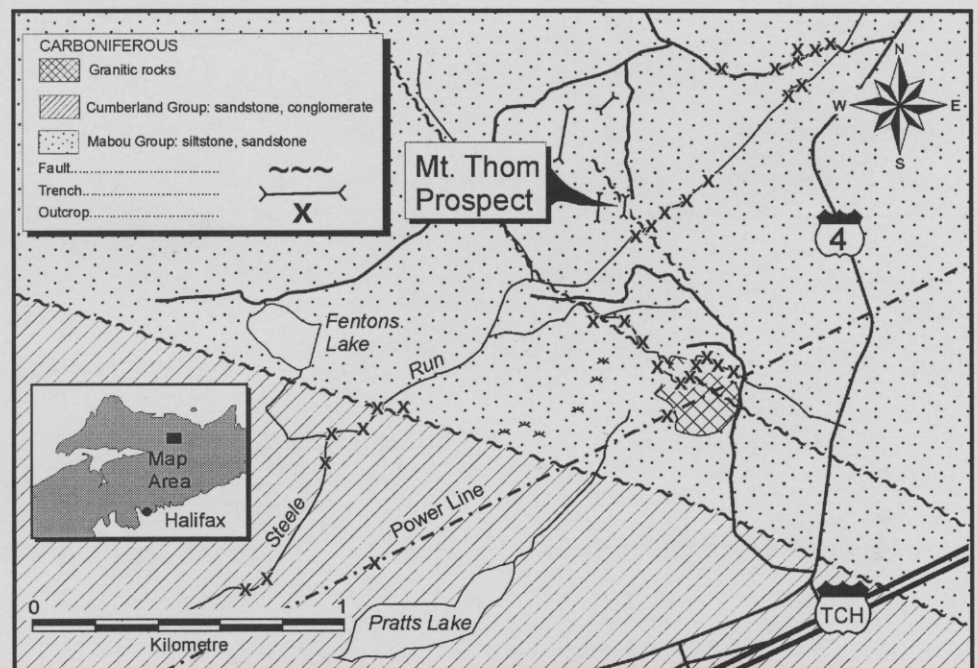 CARBONIFEROUS
Granitic rocks
Cumberland Group: sandstone, conglomerate
Mabou Group: siltstone, sandstone
Fault
Trench
Outcrop
X
Mt. Thom
Prospect
N
W E
S
4
Fentons
Lake
Run
Steele
Power Line
Pratts Lake
TCH
Map
Area
Halifax
0 1
Kilometre